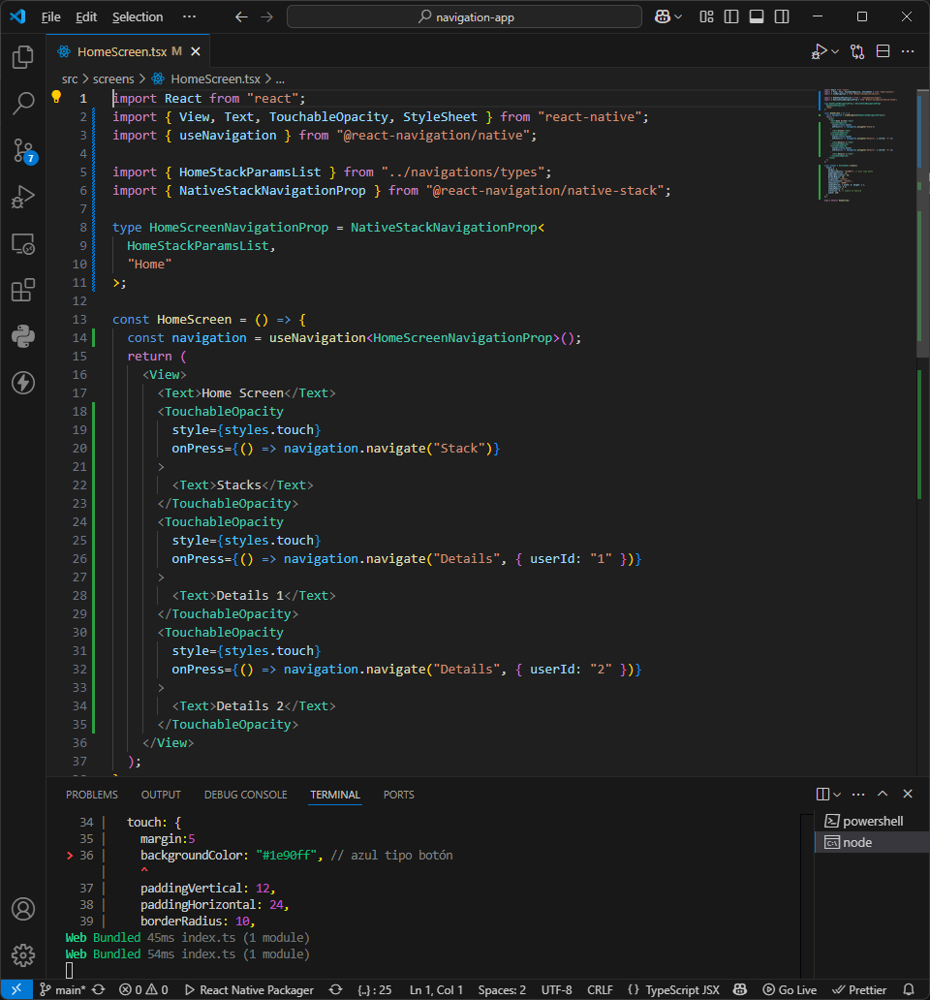 File Edit Selection ··· navigation-app
HomeScreen.tsx M
src > screens > HomeScreen.tsx > ...
1 import React from "react";
2 import { View, Text, TouchableOpacity, StyleSheet } from "react-native";
3 import { useNavigation } from "@react-navigation/native";
4
5 import { HomeStackParamsList } from "../navigations/types";
6 import { NativeStackNavigationProp } from "@react-navigation/native-stack";
7
8 type HomeScreenNavigationProp = NativeStackNavigationProp<
9 HomeStackParamsList,
10 "Home"
11 >;
12
13 const HomeScreen = () => {
14 const navigation = useNavigation<HomeScreenNavigationProp>();
15 return (
16 <View>
17 <Text>Home Screen</Text>
18 <TouchableOpacity
19 style={styles.touch}
20 onPress={() => navigation.navigate("Stack")}
21 >
22 <Text>Stacks</Text>
23 </TouchableOpacity>
24 <TouchableOpacity
25 style={styles.touch}
26 onPress={() => navigation.navigate("Details", { userId: "1" })}
27 >
28 <Text>Details 1</Text>
29 </TouchableOpacity>
30 <TouchableOpacity
31 style={styles.touch}
32 onPress={() => navigation.navigate("Details", { userId: "2" })}
33 >
34 <Text>Details 2</Text>
35 </TouchableOpacity>
36 </View>
37 );
7
PROBLEMS OUTPUT DEBUG CONSOLE TERMINAL PORTS
powershell
node
34 | touch: {
35 | margin:5
> 36 | backgroundColor: "#1e90ff", // azul tipo botón
| ^
37 | paddingVertical: 12,
38 | paddingHorizontal: 24,
39 | borderRadius: 10,
Web Bundled 45ms index.ts (1 module)
Web Bundled 54ms index.ts (1 module)
main* 0 0 React Native Packager {..} : 25 Ln 1, Col 1 Spaces: 2 UTF-8 CRLF {} TypeScript JSX Go Live Prettier